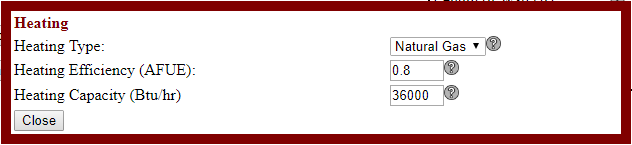 Heating
Heating Type: Natural Gas ?
Heating Efficiency (AFUE): 0.8 ?
Heating Capacity (Btu/hr) 36000 ?
Close